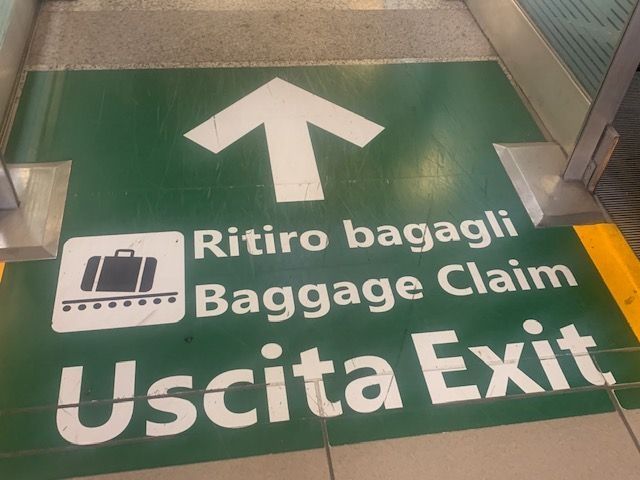 Ritiro bagagli
Baggage Claim
Uscita Exit